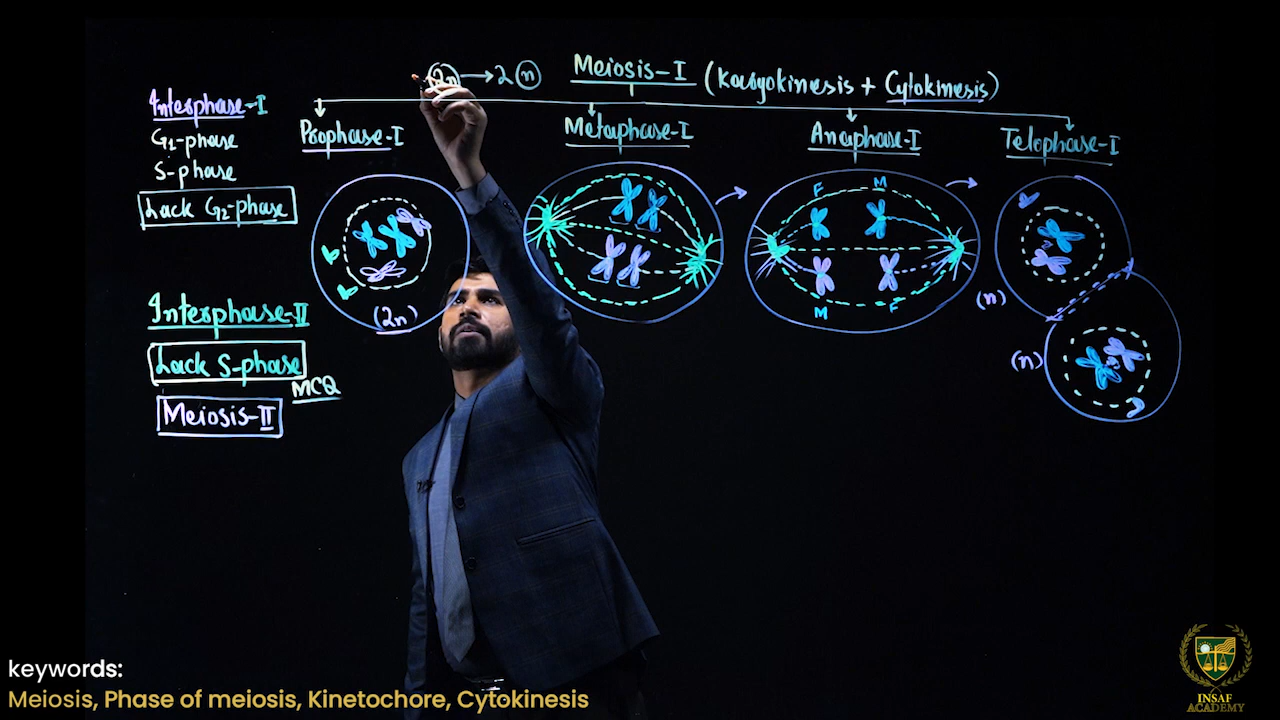 2n → 2 n
Meiosis-I (Karyokinesis + Cytokinesis)
Interphase-I
G1-phase
S-phase
Lack G2-phase
Prophase-I
Metaphase-I
Anaphase-I
Telophase-I
F
M
M
F
(2n)
(n)
(n)
Interphase-II
Lack S-phase
MCQ
Meiosis-II
keywords:
Meiosis, Phase of meiosis, Kinetochore, Cytokinesis
INSAF
ACADEMY